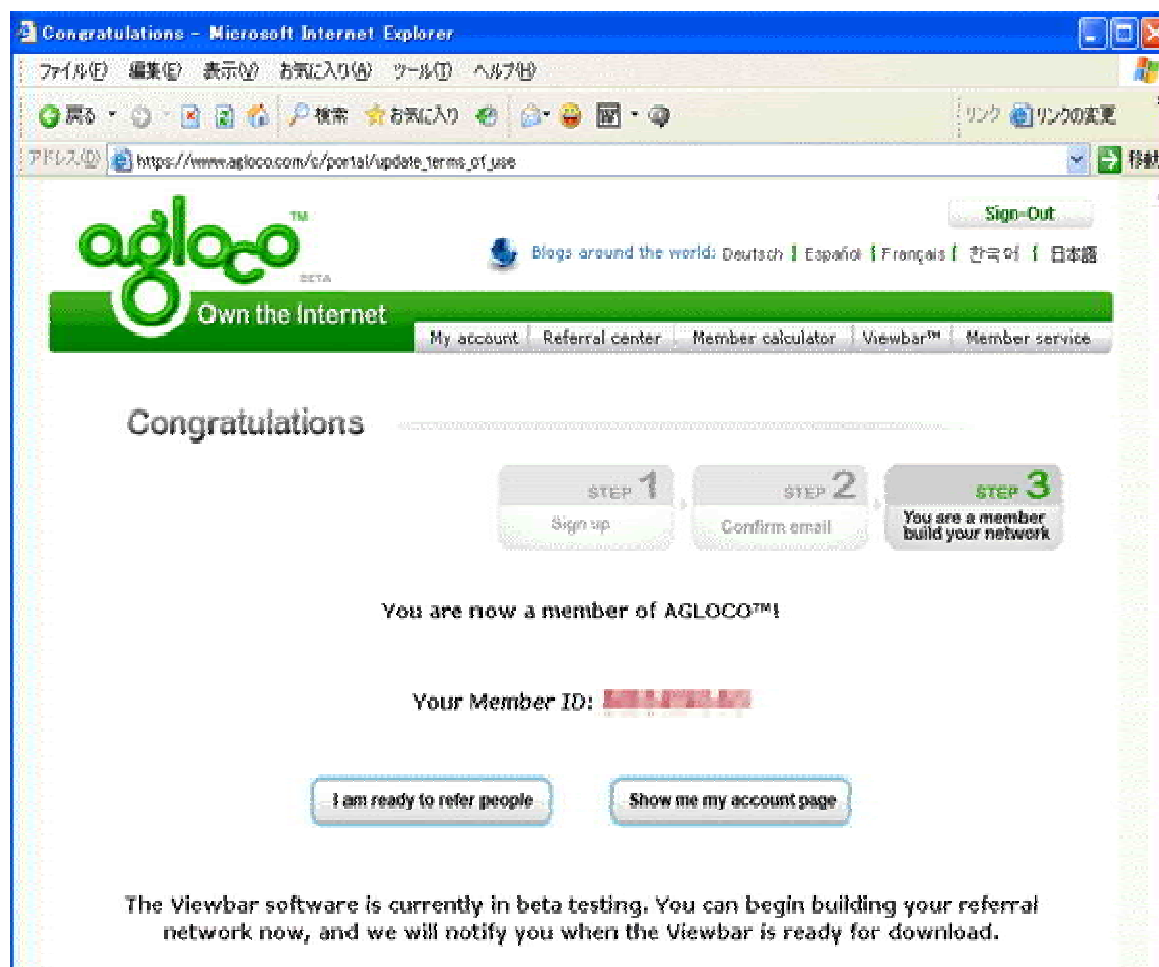 Congratulations - Microsoft Internet Explorer
ファイル(F) 編集(E) 表示(V) お気に入り(A) ツール(T) ヘルプ(H)
戻る 検索 お気に入り リンク リンクの変更
アドレス(D) https://www.agloco.com/c/portal/update_terms_of_use 移動
Sign-Out
agloco™
BETA
Blogs around the world: Deutsch | Español | Français | 한국어 | 日本語
Own the Internet
My account Referral center Member calculator Viewbar™ Member service
Congratulations
STEP 1 STEP 2 STEP 3
Sign up Confirm email You are a member
build your network
You are now a member of AGLOCO™!
Your Member ID:
I am ready to refer people Show me my account page
The Viewbar software is currently in beta testing. You can begin building your referral
network now, and we will notify you when the Viewbar is ready for download.